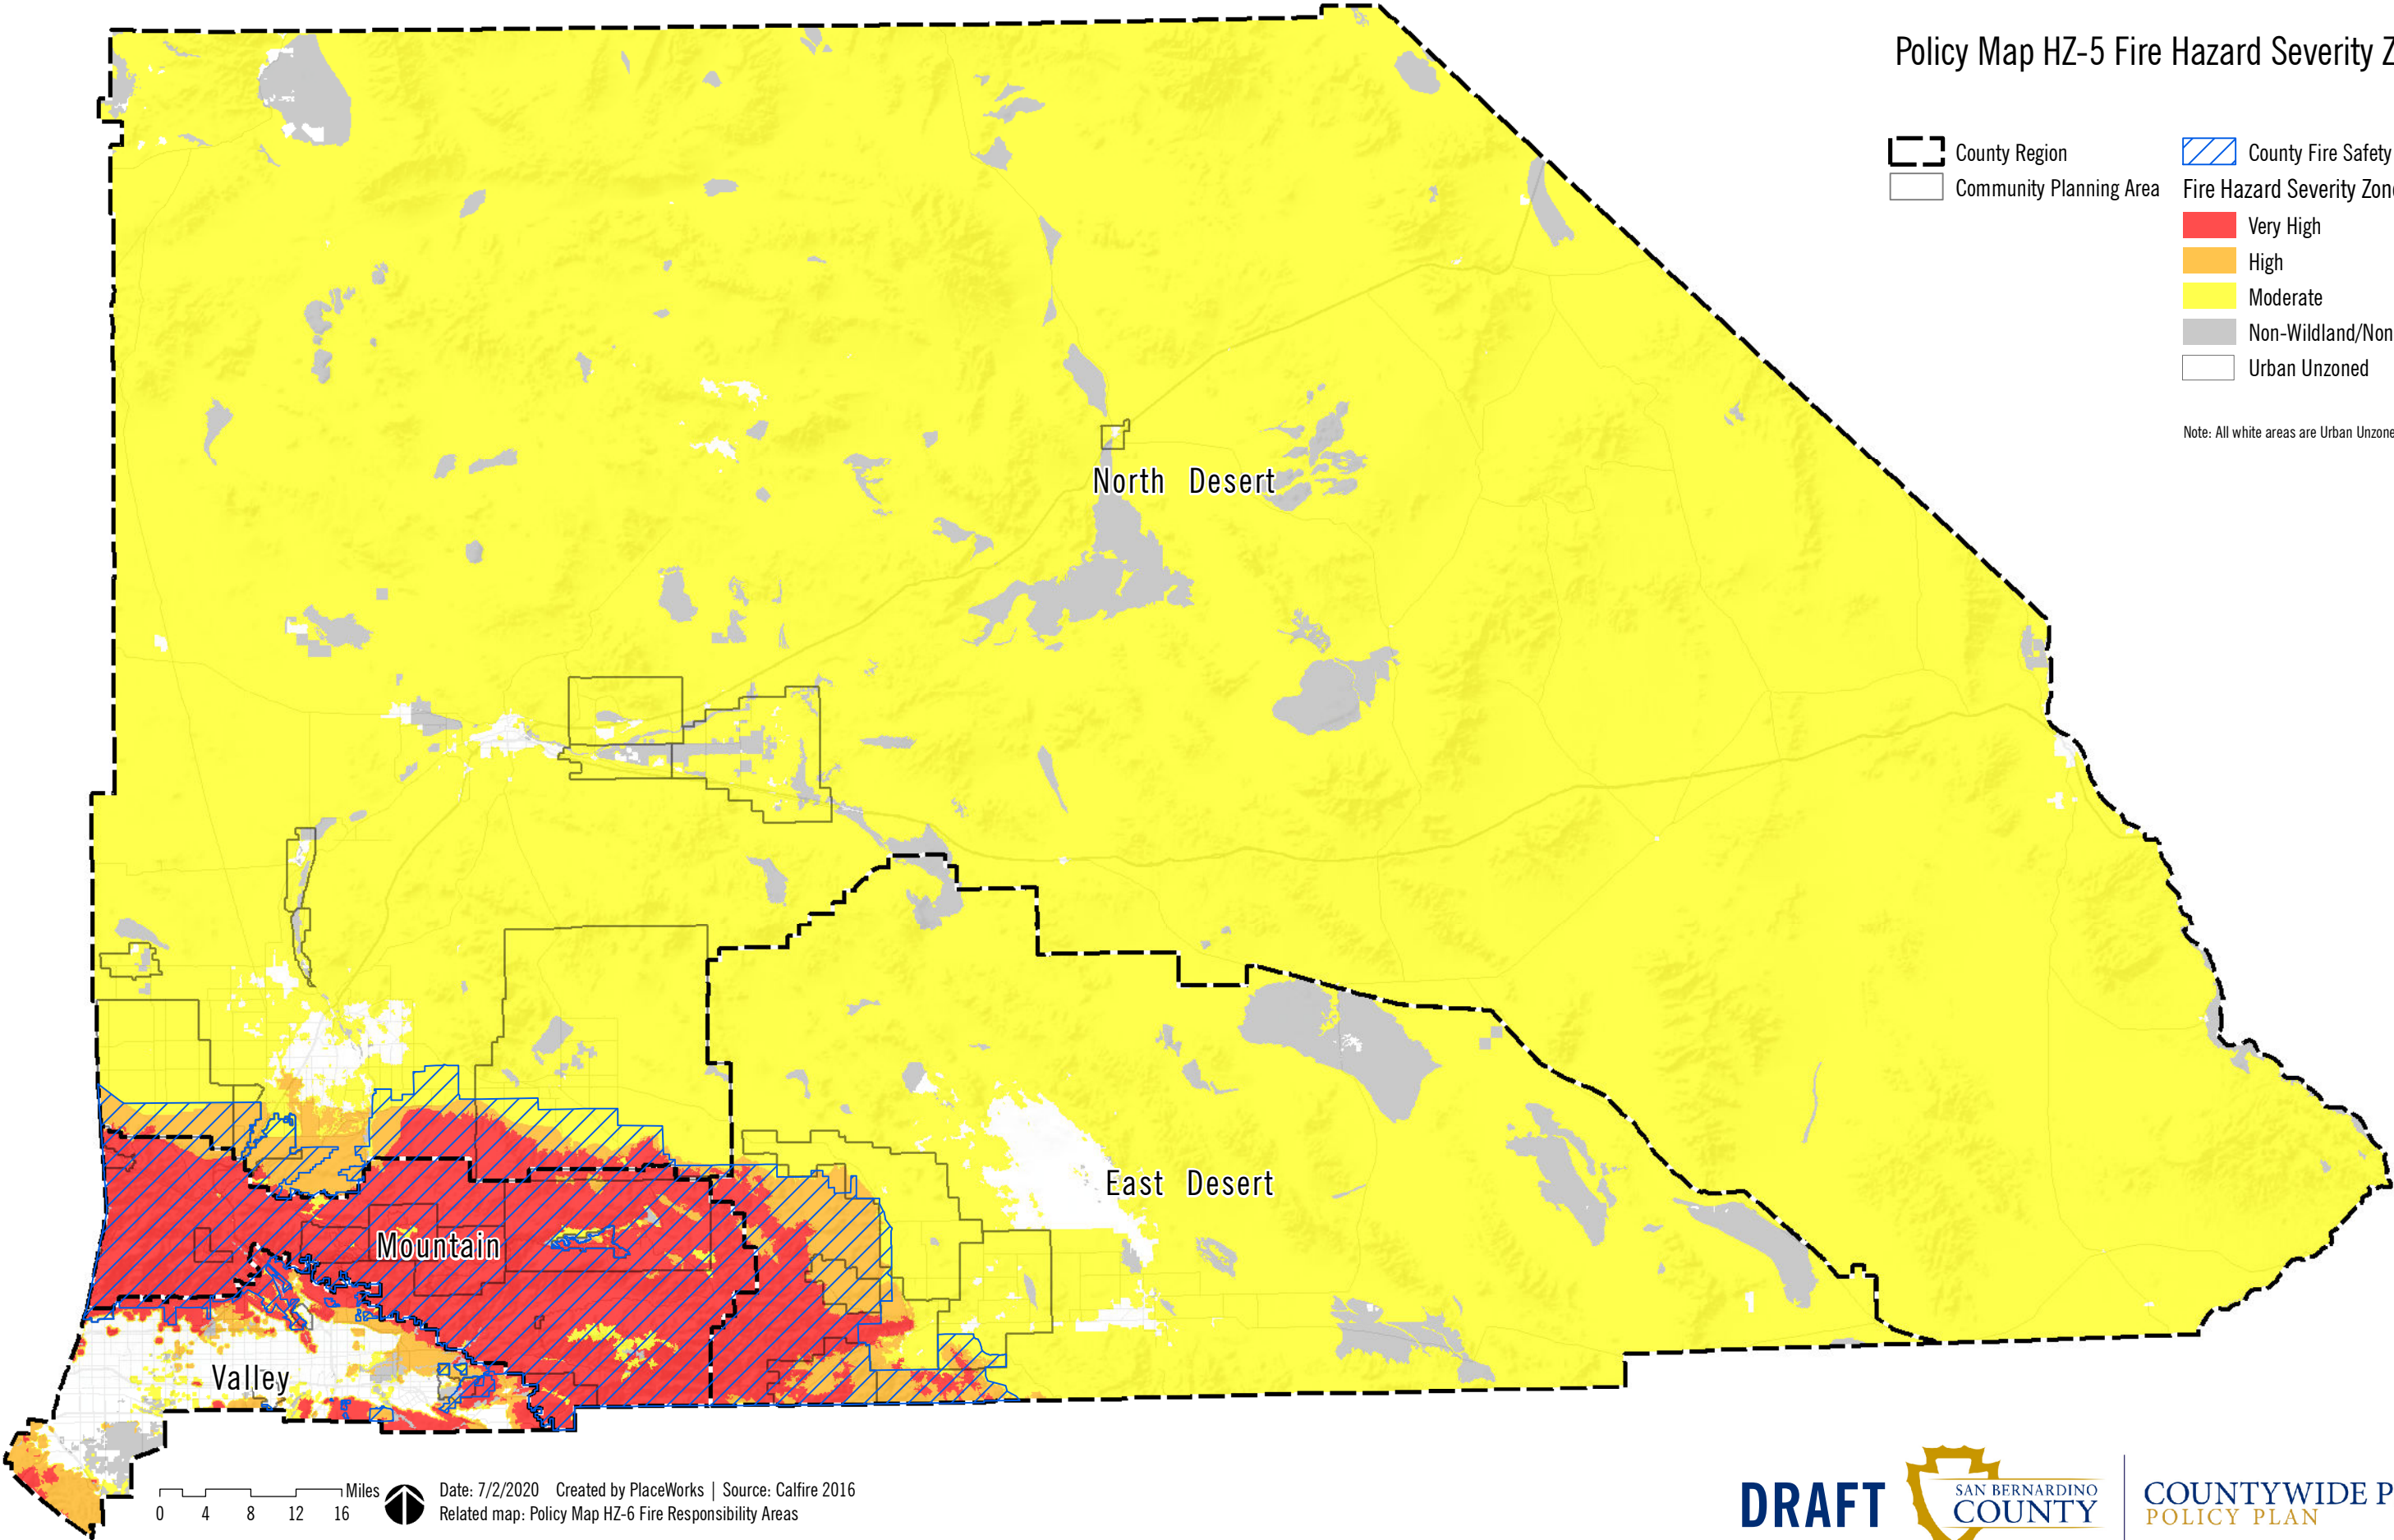 Policy Map HZ-5 Fire Hazard Severity
County Region
Community Planning Area
County Fire Safety
Fire Hazard Severity
Very High
High
Moderate
Non-Wildland/Non
Urban Unzoned
Note: All white areas are Urban
North Desert
East Desert
Mountain
Valley
Miles
0 4 8 12 16
Date: 7/2/2020 Created by PlaceWorks | Source: Calfire 2016
Related map: Policy Map HZ-6 Fire Responsibility Areas
DRAFT
SAN BERNARDINO
COUNTY
COUNTYWIDE
POLICY PLAN